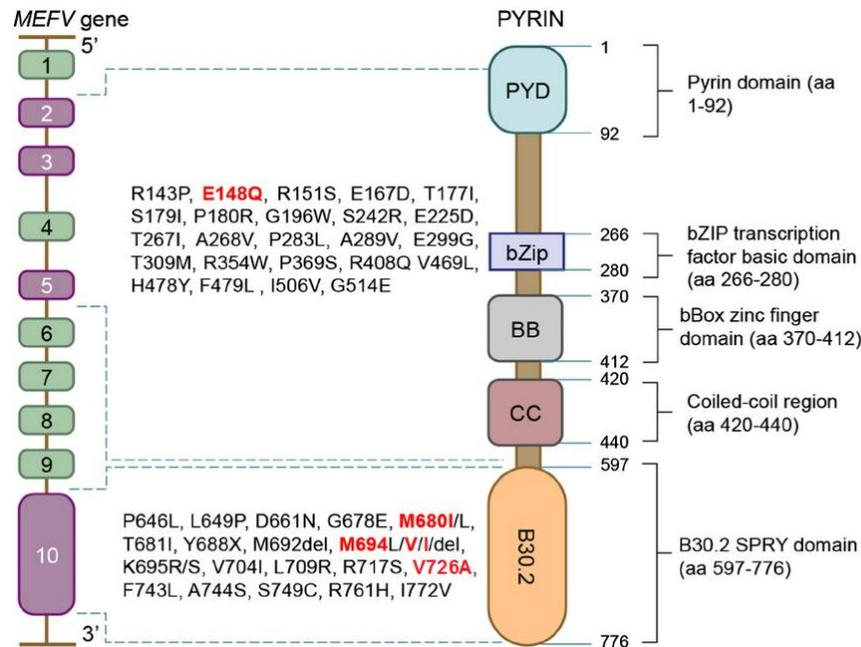 MEFV gene
PYRIN
5’
1
2
3
4
5
6
7
8
9
10
3’
R143P, E148Q, R151S, E167D, T177I,
S179I, P180R, G196W, S242R, E225D,
T267I, A268V, P283L, A289V, E299G,
T309M, R354W, P369S, R408Q V469L,
H478Y, F479L , I506V, G514E
P646L, L649P, D661N, G678E, M680I/L,
T681I, Y688X, M692del, M694L/V/I/del,
K695R/S, V704I, L709R, R717S, V726A,
F743L, A744S, S749C, R761H, I772V
PYD
bZip
BB
CC
B30.2
1
92
266
280
370
412
420
440
597
776
Pyrin domain (aa
1-92)
bZIP transcription
factor basic domain
(aa 266-280)
bBox zinc finger
domain (aa 370-412)
Coiled-coil region
(aa 420-440)
B30.2 SPRY domain
(aa 597-776)